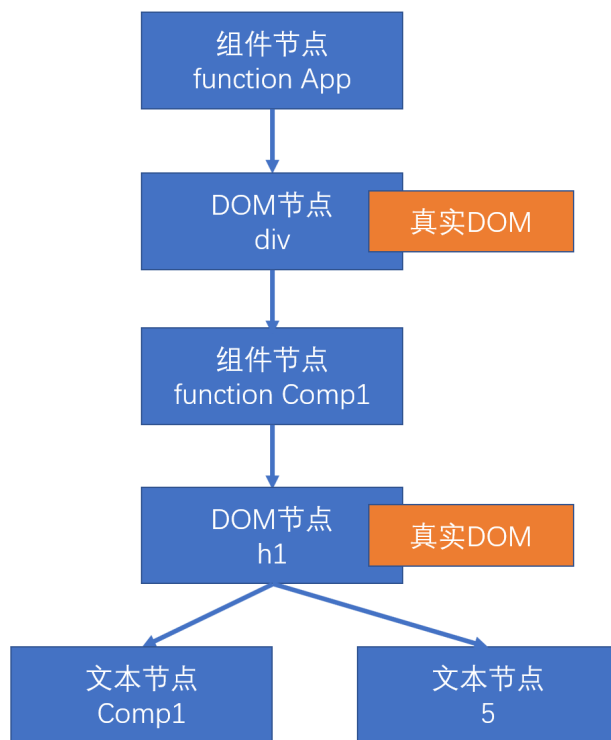 组件节点
function App
DOM节点
div
真实DOM
组件节点
function Comp1
DOM节点
h1
真实DOM
文本节点
Comp1
文本节点
5